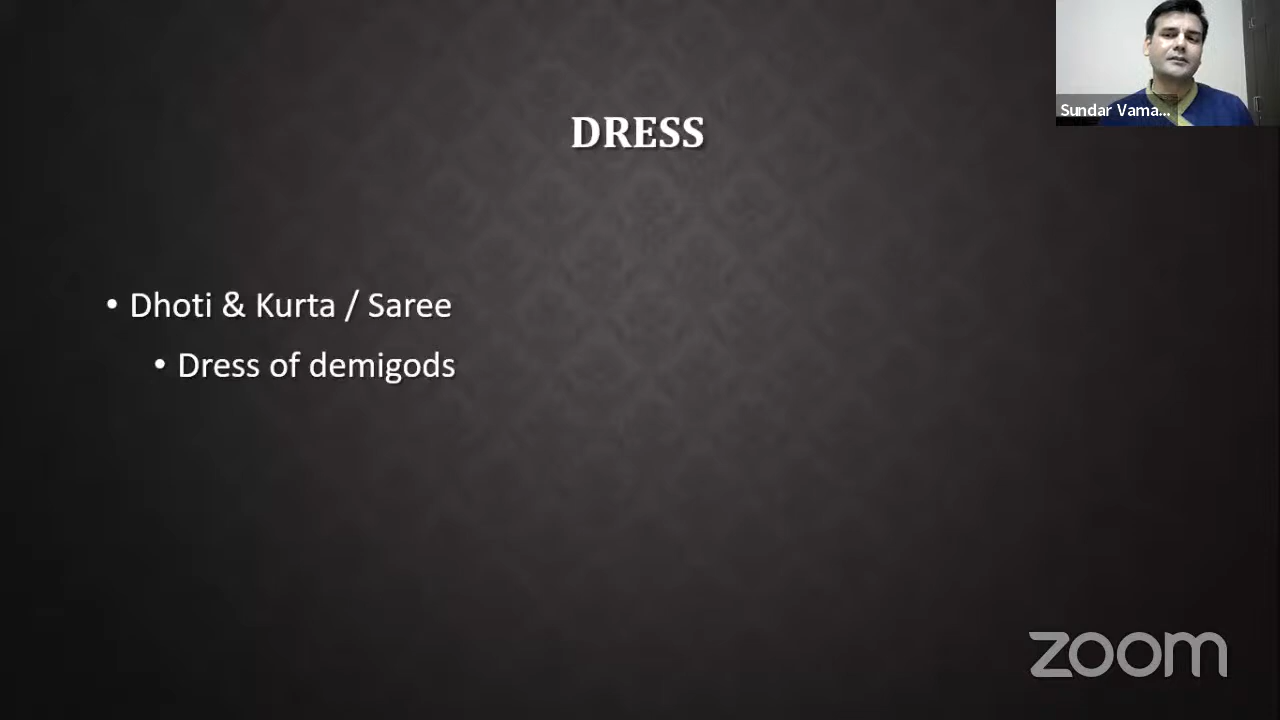 Sundar Vama...
DRESS
• Dhoti & Kurta / Saree
• Dress of demigods
zoom